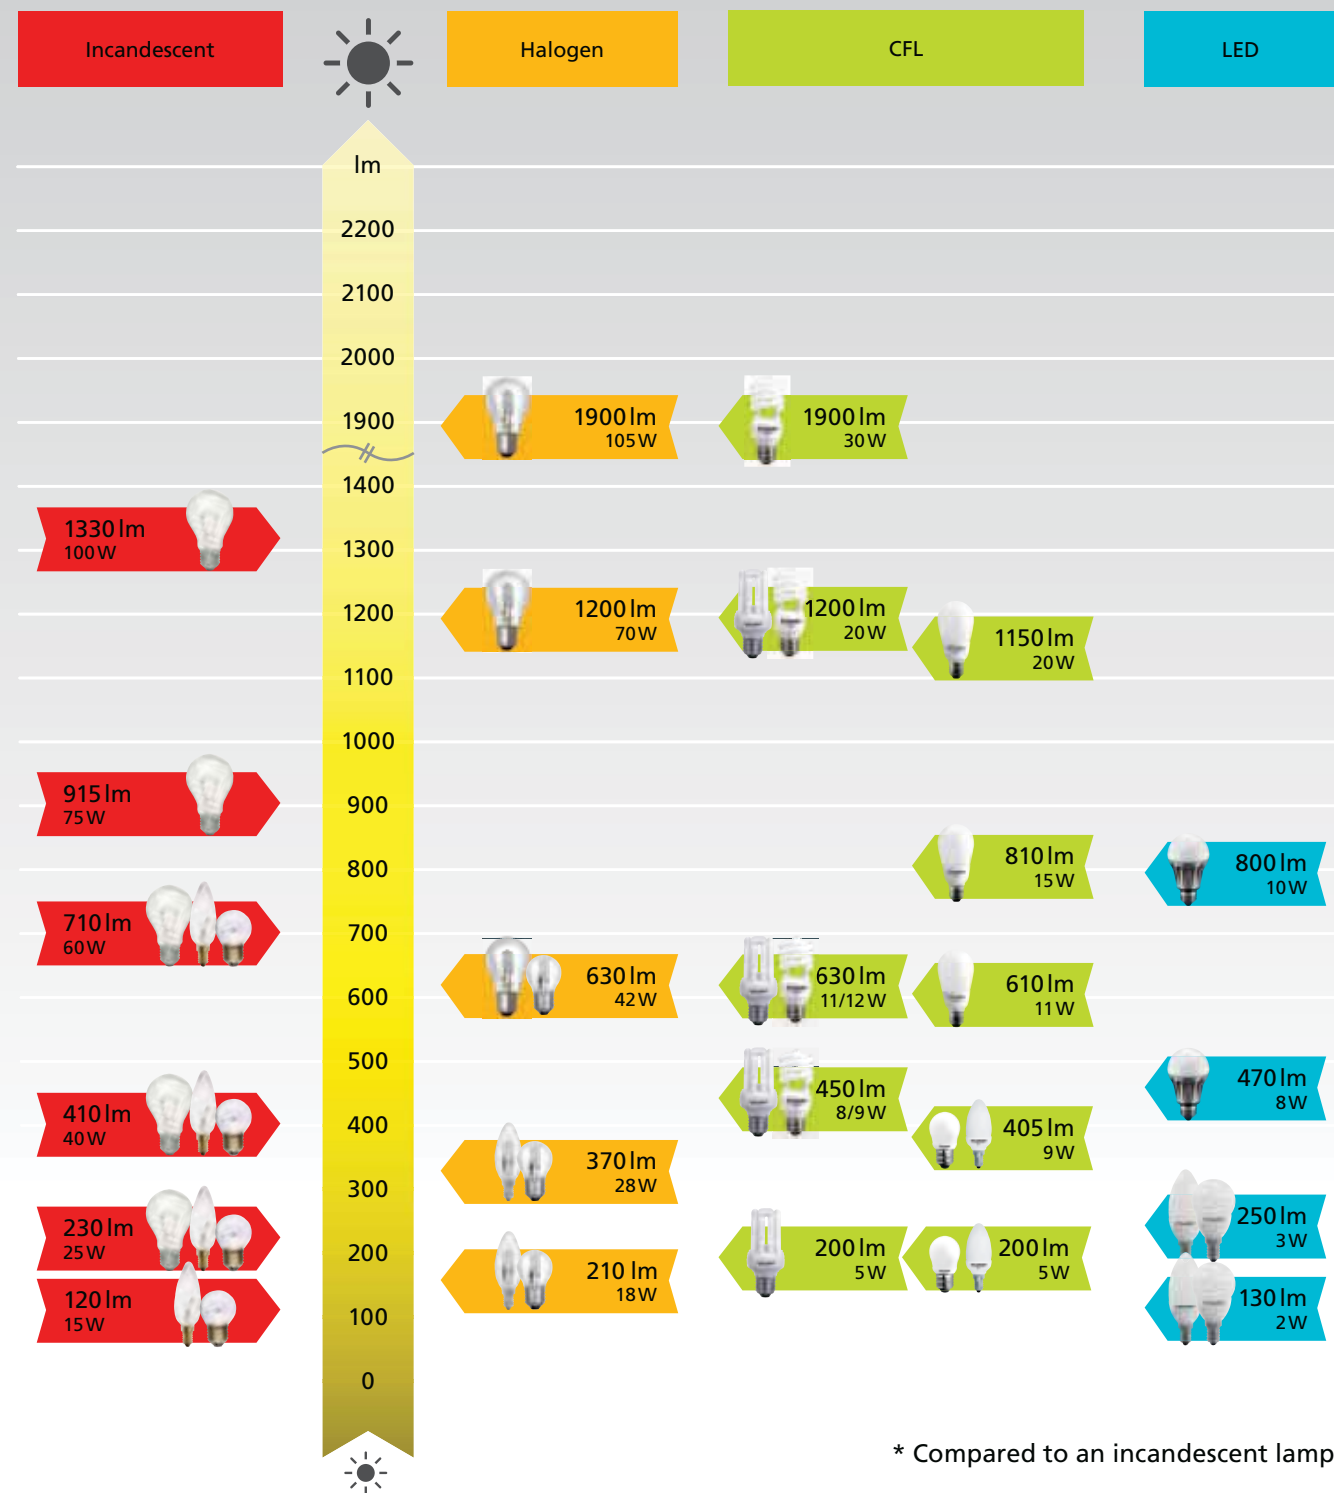 Incandescent
Halogen
CFL
LED
lm
2200
2100
2000
1900
1400
1300
1200
1100
1000
900
800
700
600
500
400
300
200
100
0
1330 lm
100 W
915 lm
75 W
710 lm
60 W
410 lm
40 W
230 lm
25 W
120 lm
15 W
1900 lm
105 W
1200 lm
70 W
630 lm
42 W
370 lm
28 W
210 lm
18 W
1900 lm
30 W
1200 lm
20 W
630 lm
11/12 W
450 lm
8/9 W
200 lm
5 W
1150 lm
20 W
810 lm
15 W
610 lm
11 W
405 lm
9 W
200 lm
5 W
800 lm
10 W
470 lm
8 W
250 lm
3 W
130 lm
2 W
* Compared to an incandescent lamp